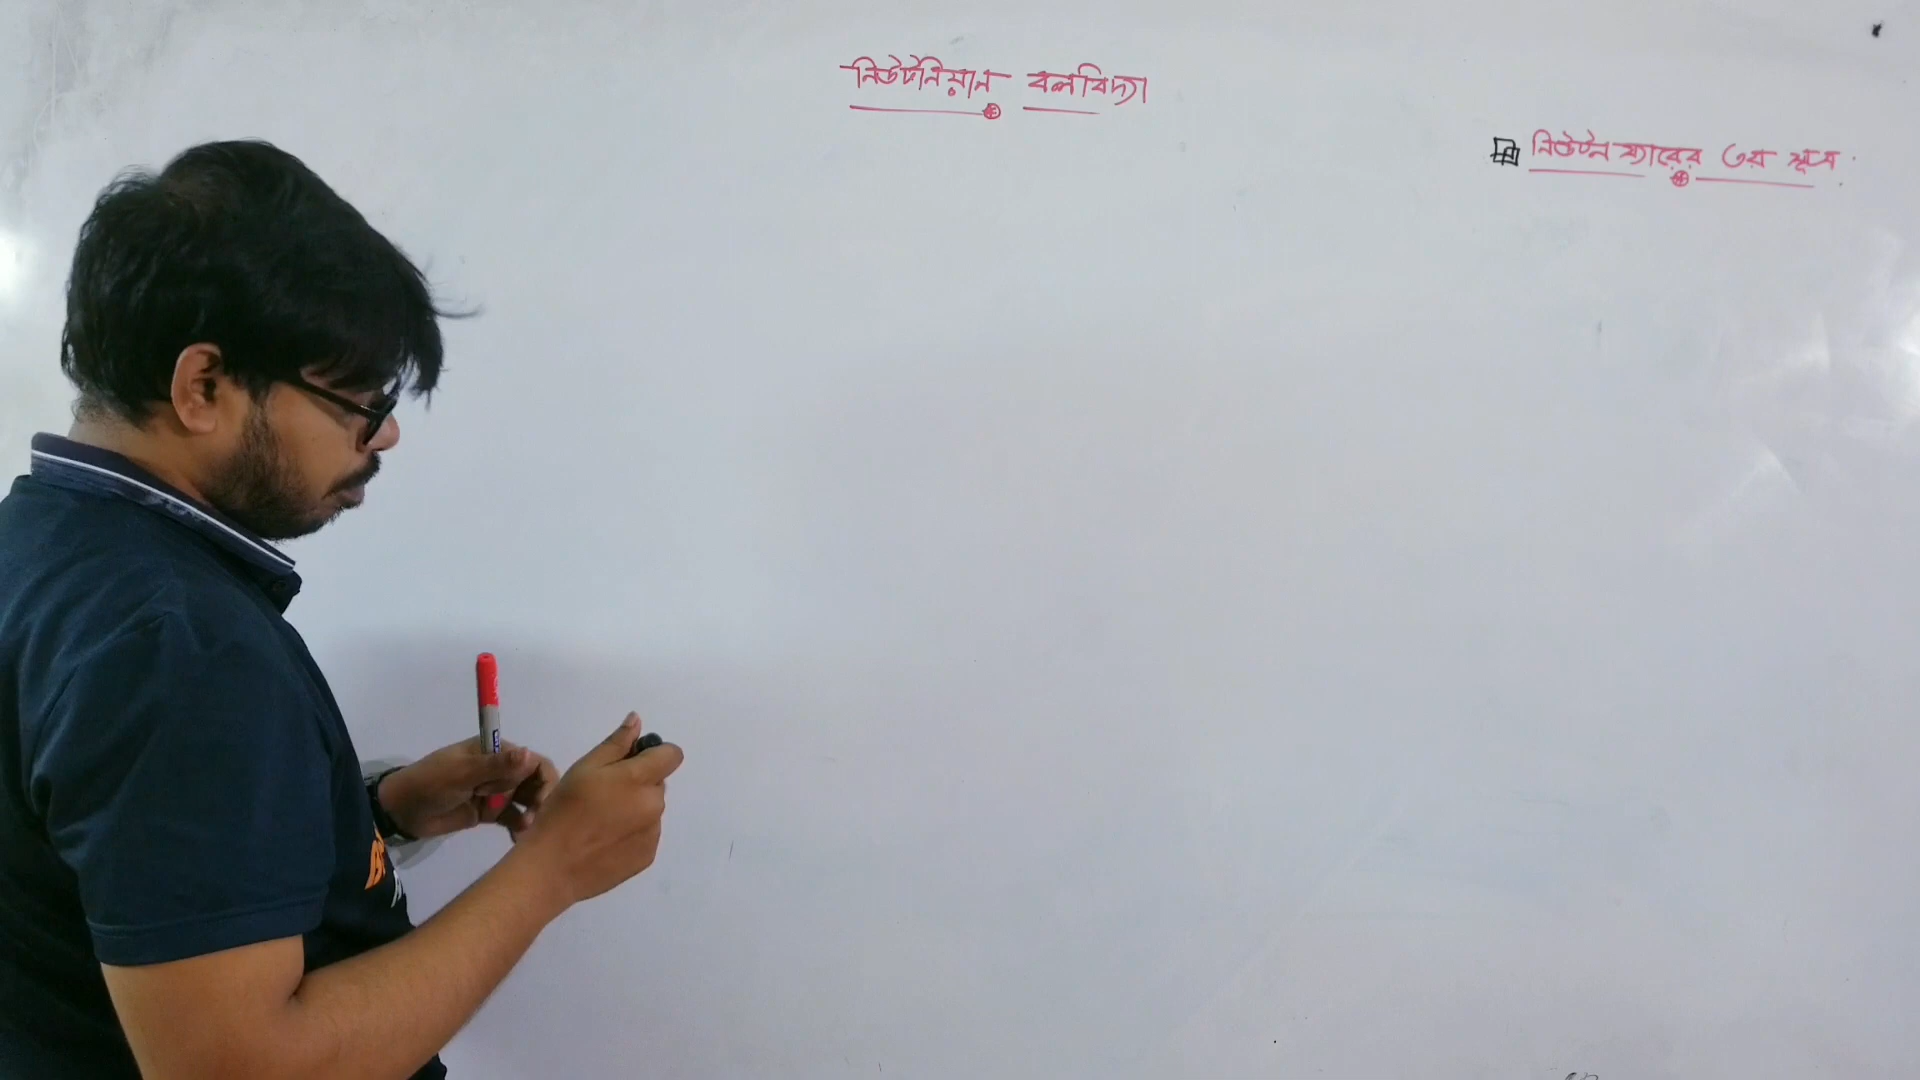 নিউটনিয়ান বলবিদ্যা
নিউটন স্যারের ৩য় সূত্র